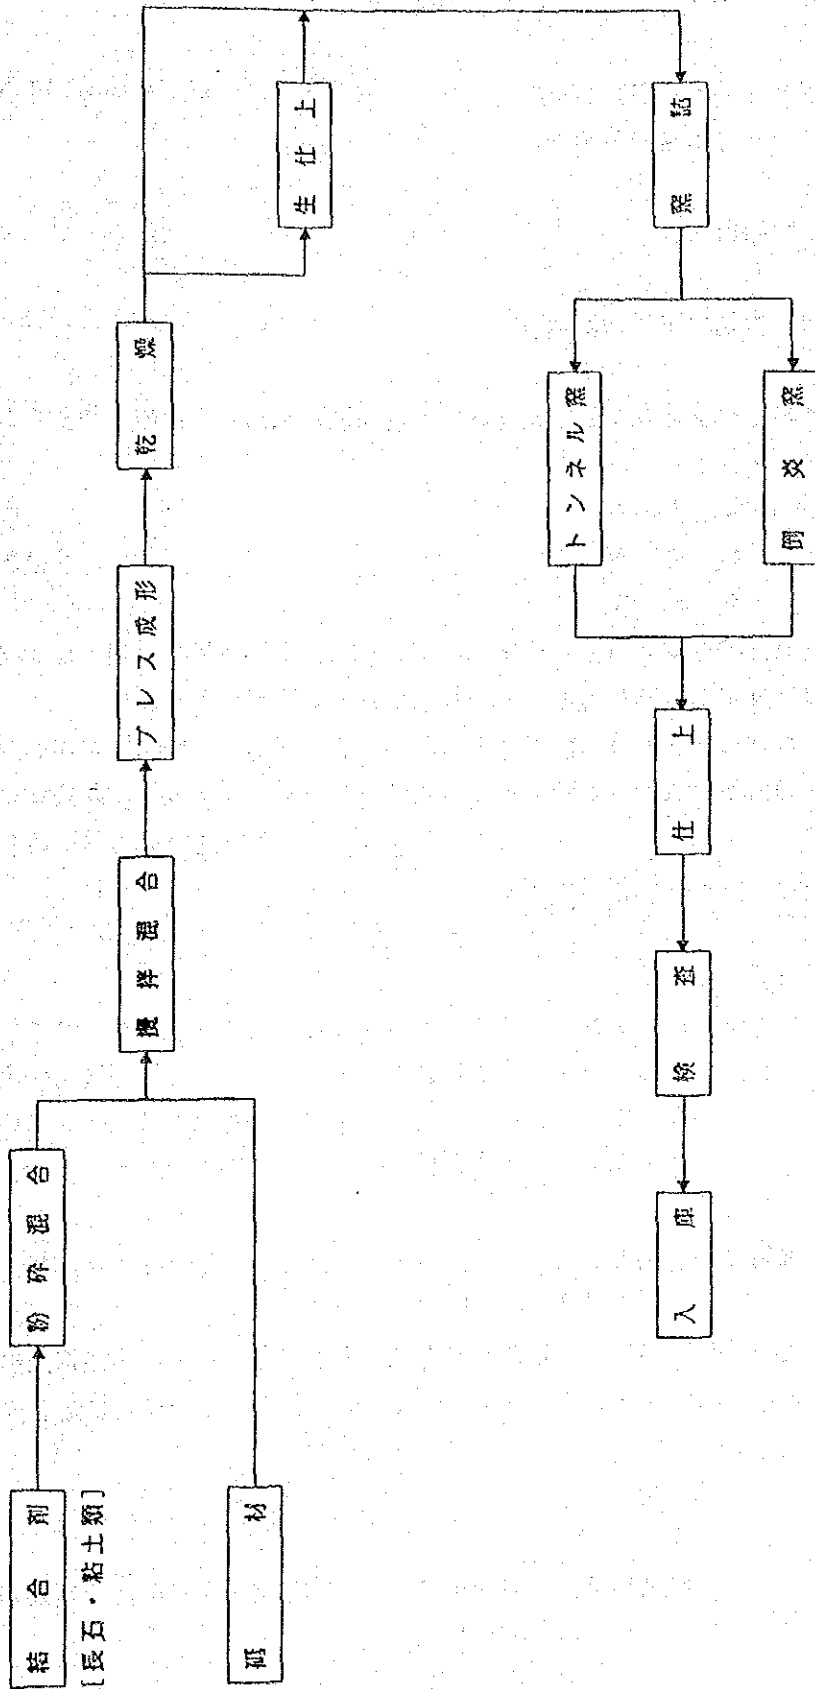 結合剤
[長石・粘土類]
砥材
粉砕混合
攪拌混合
プレス成形
乾燥
生仕上
窯詰
トンネル窯
倒炎窯
仕上
検査
入庫